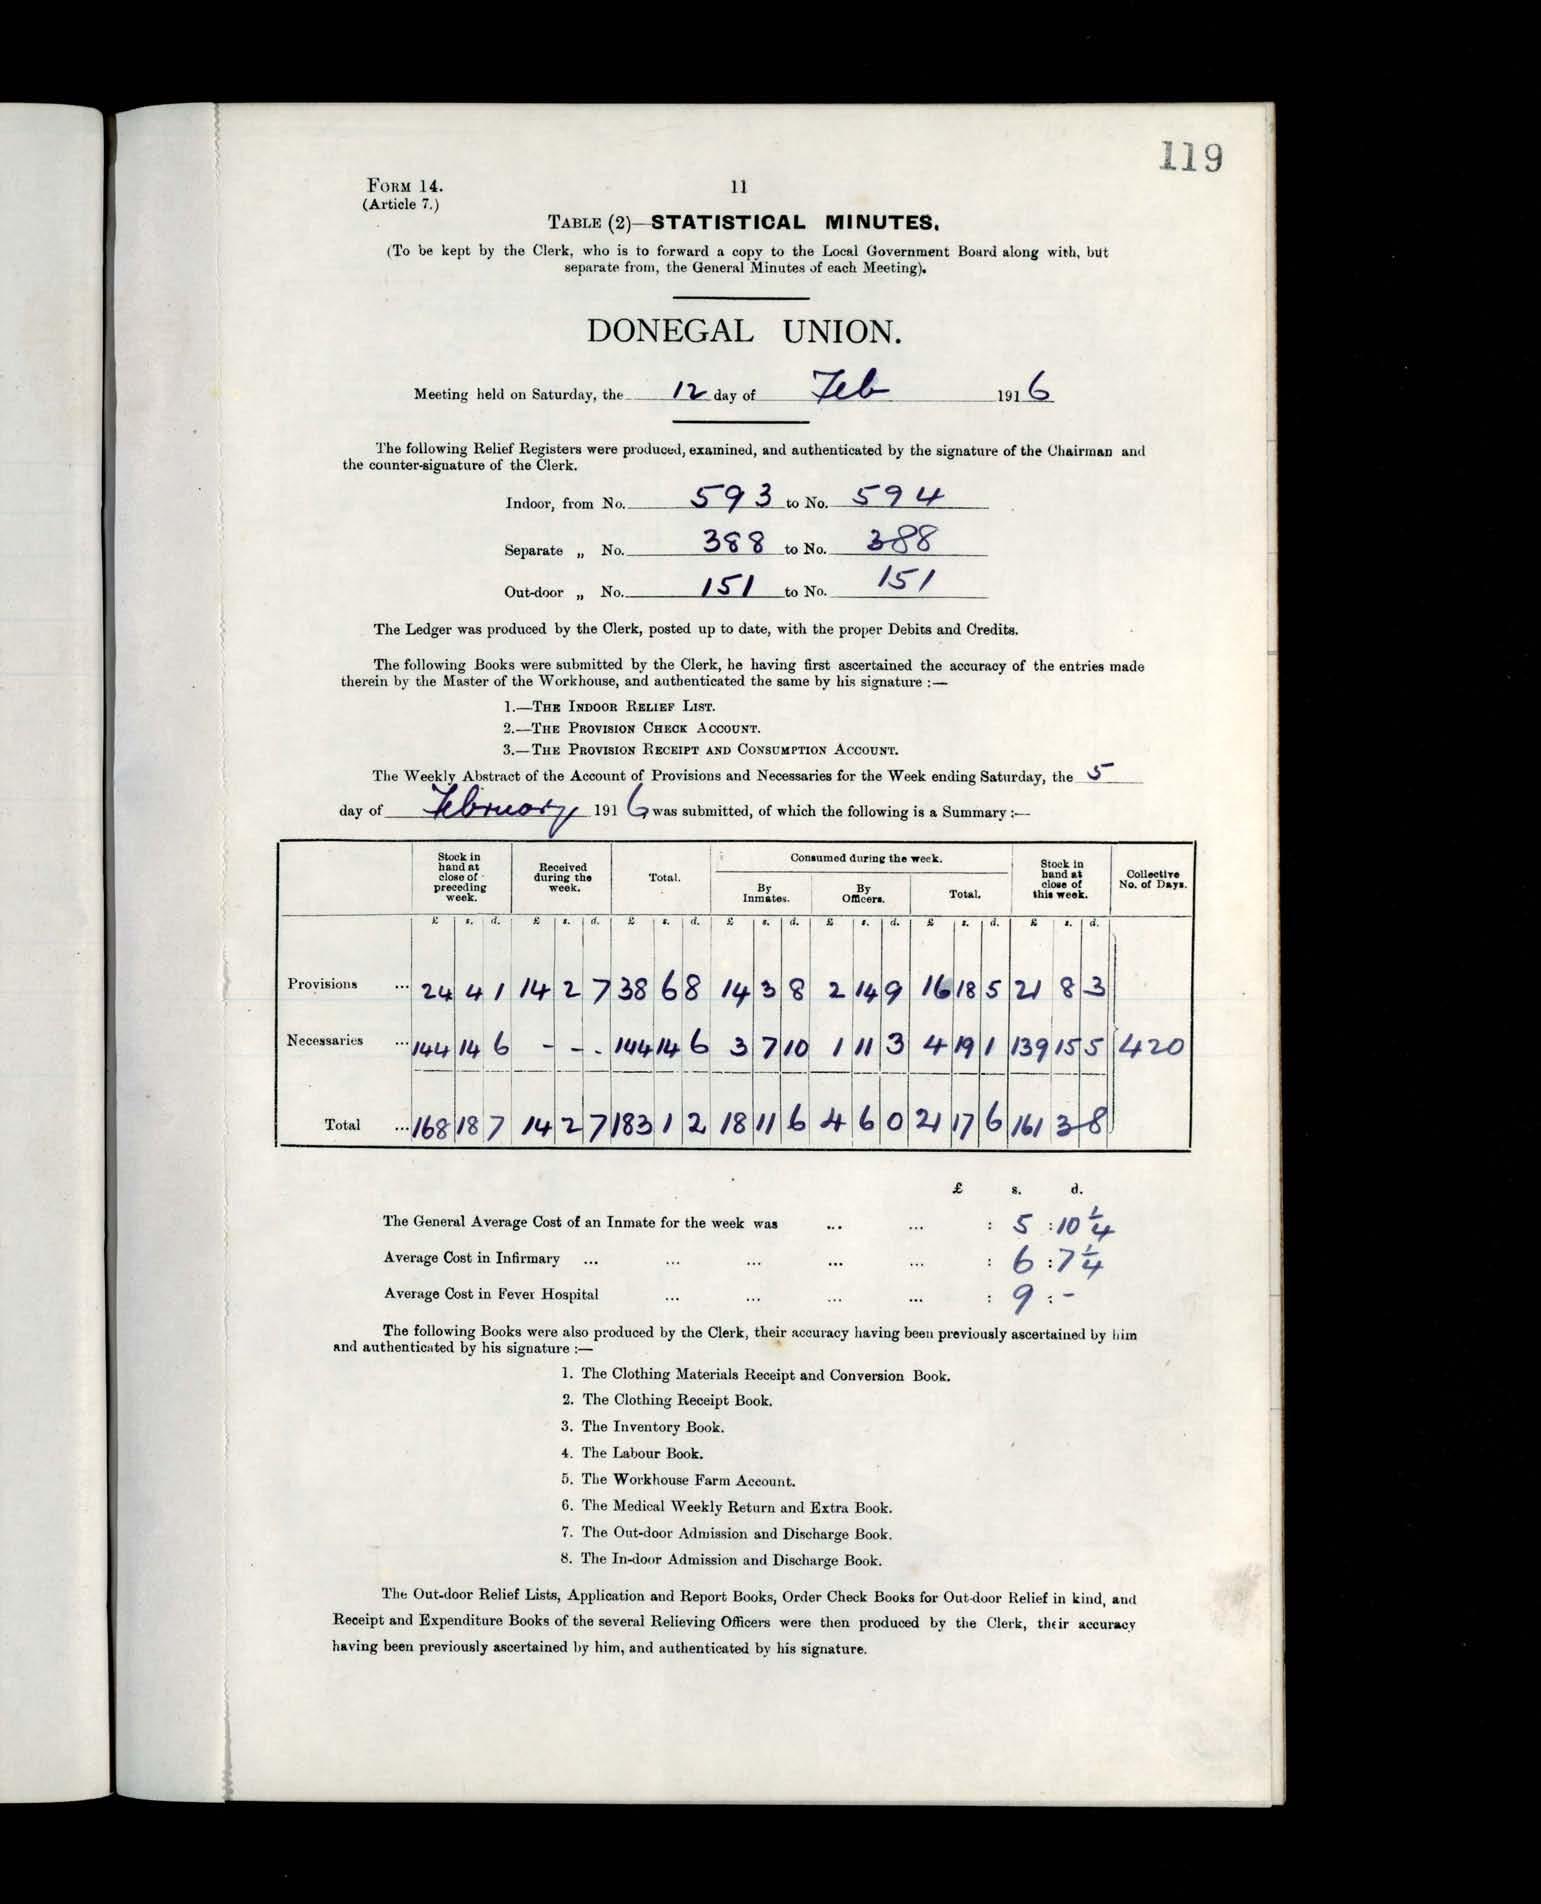 119
FORM 14.
11
(Article 7.)
TABLE (2)—STATISTICAL MINUTES.
(To be kept by the Clerk, who is to forward a copy to the Local Government Board along with, but
separate from, the General Minutes of each Meeting).
DONEGAL UNION.
Meeting held on Saturday, the 12 day of Feb 1916
The following Relief Registers were produced, examined, and authenticated by the signature of the Chairman and
the counter-signature of the Clerk.
Indoor, from No. 593 to No. 594
Separate „ No. 388 to No. 388
Out-door „ No. 151 to No. 151
The Ledger was produced by the Clerk, posted up to date, with the proper Debits and Credits.
The following Books were submitted by the Clerk, he having first ascertained the accuracy of the entries made
therein by the Master of the Workhouse, and authenticated the same by his signature :—
1.—THE INDOOR RELIEF LIST.
2.—THE PROVISION CHECK ACCOUNT.
3.—THE PROVISION RECEIPT AND CONSUMPTION ACCOUNT.
The Weekly Abstract of the Account of Provisions and Necessaries for the Week ending Saturday, the 5
day of February 1916 was submitted, of which the following is a Summary :—
Stock in hand at close of preceding week. Received during the week. Total. Consumed during the week. Stock in hand at close of this week. Collective No. of Days.
By Inmates. By Officers. Total.
£ s. d. £ s. d. £ s. d. £ s. d. £ s. d. £ s. d. £ s. d.
Provisions ... 24 4 1 14 2 7 38 6 8 14 3 8 2 14 9 16 18 5 21 8 3
Necessaries ... 144 14 6 - - - 144 14 6 3 7 10 1 11 3 4 19 1 139 15 5 420
Total ... 168 18 7 14 2 7 183 1 2 18 11 6 4 6 0 21 17 6 161 3 8
£ s. d.
The General Average Cost of an Inmate for the week was ... ... : 5 : 10 1/4
Average Cost in Infirmary ... ... ... ... ... : 6 : 7 1/4
Average Cost in Fever Hospital ... ... ... ... : 9 : -
The following Books were also produced by the Clerk, their accuracy having been previously ascertained by him
and authenticated by his signature :—
1. The Clothing Materials Receipt and Conversion Book.
2. The Clothing Receipt Book.
3. The Inventory Book.
4. The Labour Book.
5. The Workhouse Farm Account.
6. The Medical Weekly Return and Extra Book.
7. The Out-door Admission and Discharge Book.
8. The In-door Admission and Discharge Book.
The Out-door Relief Lists, Application and Report Books, Order Check Books for Out-door Relief in kind, and
Receipt and Expenditure Books of the several Relieving Officers were then produced by the Clerk, their accuracy
having been previously ascertained by him, and authenticated by his signature.